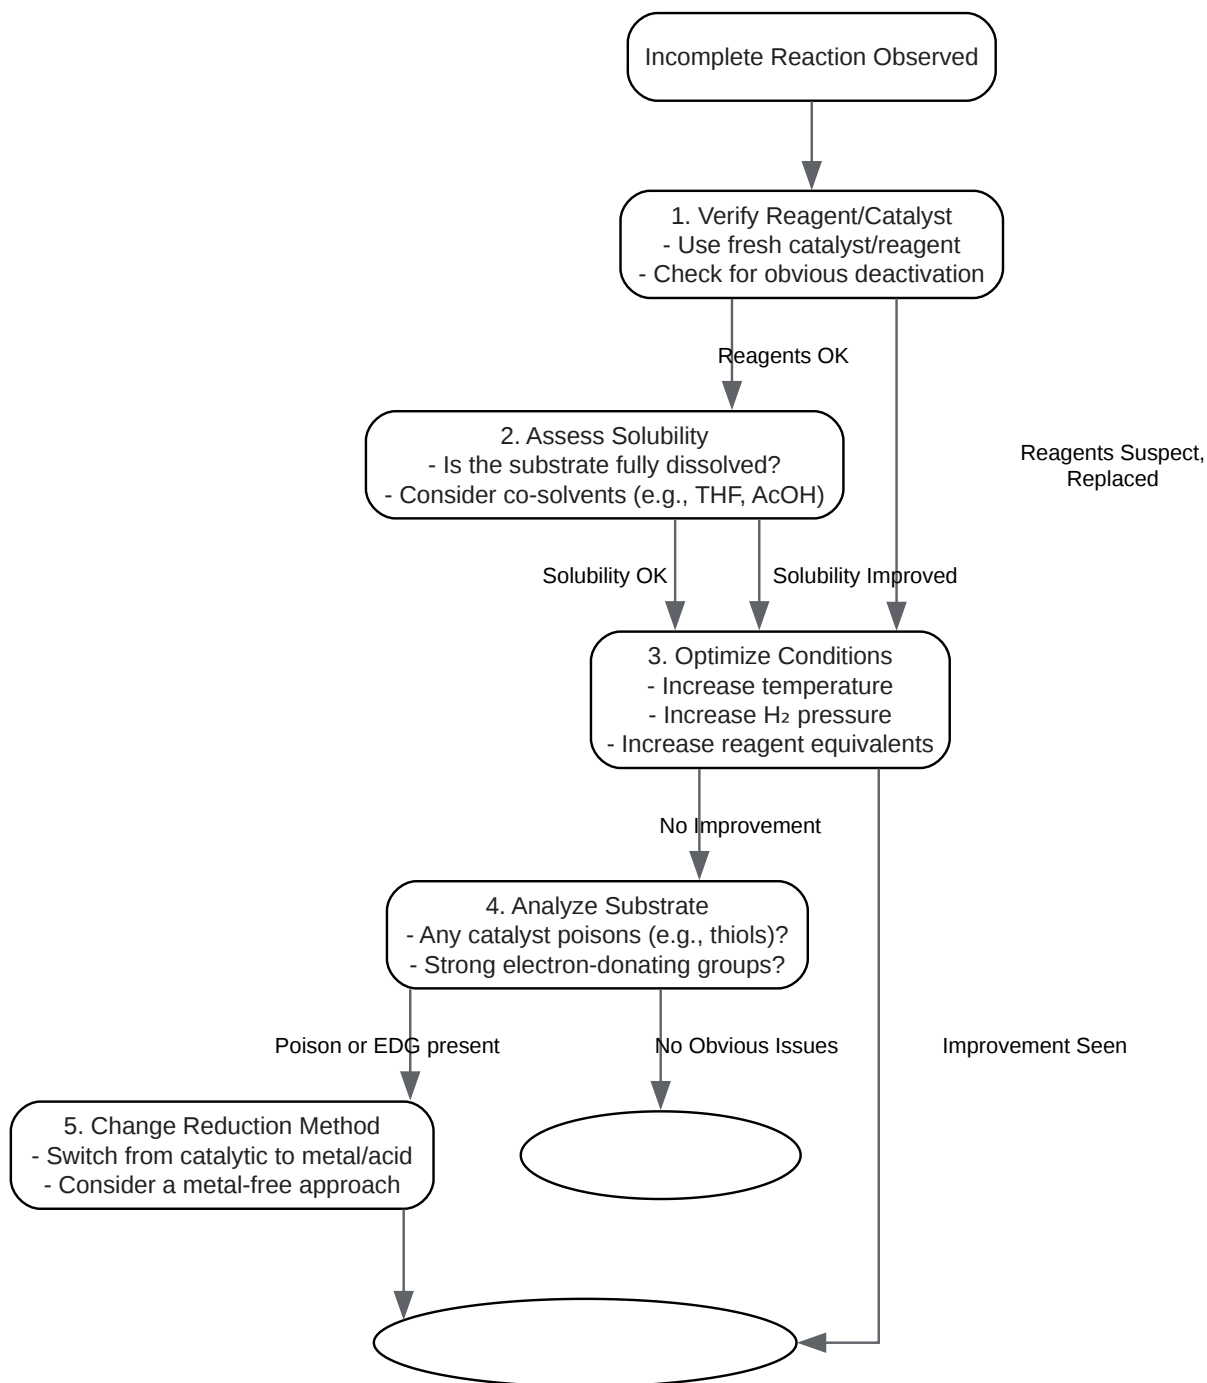 Incomplete Reaction Observed
1. Verify Reagent/Catalyst
- Use fresh catalyst/reagent
- Check for obvious deactivation
Reagents OK
2. Assess Solubility
- Is the substrate fully dissolved?
- Consider co-solvents (e.g., THF, AcOH)
Reagents Suspect,
Replaced
Solubility OK
Solubility Improved
3. Optimize Conditions
- Increase temperature
- Increase H₂ pressure
- Increase reagent equivalents
No Improvement
4. Analyze Substrate
- Any catalyst poisons (e.g., thiols)?
- Strong electron-donating groups?
Poison or EDG present
No Obvious Issues
Improvement Seen
5. Change Reduction Method
- Switch from catalytic to metal/acid
- Consider a metal-free approach